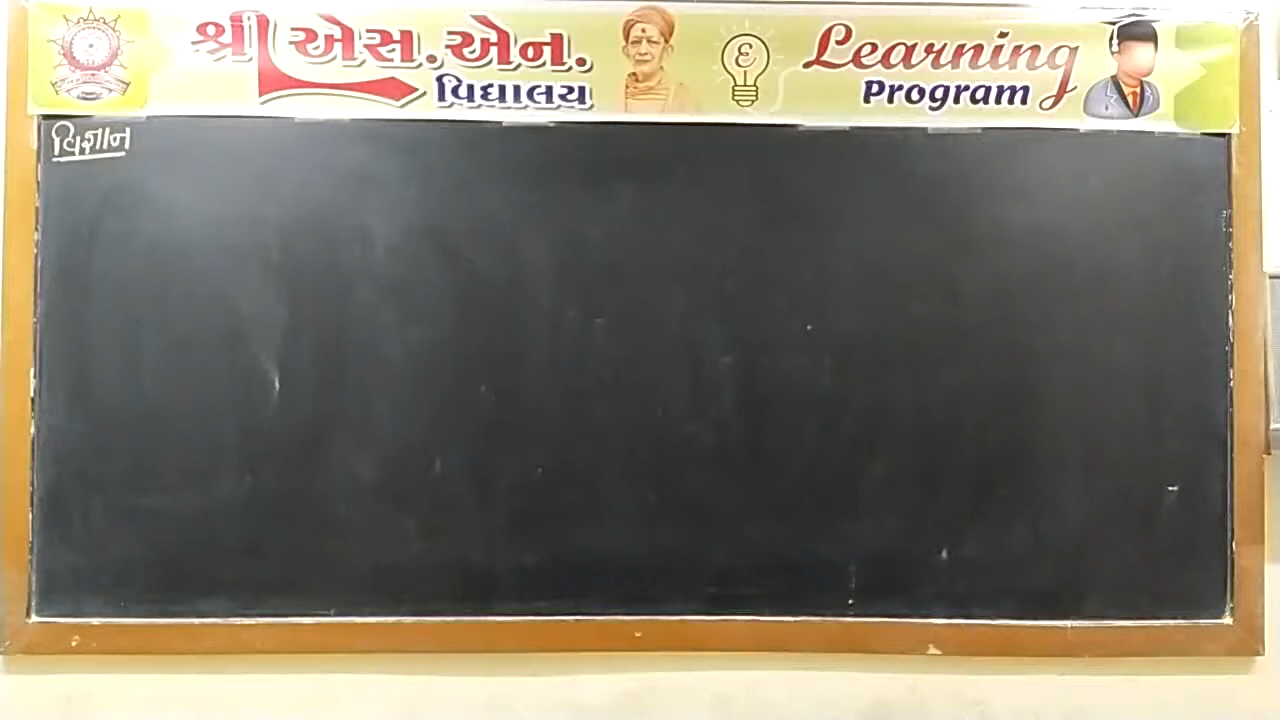 શ્રી એસ.એન.
વિદ્યાલય
ε Learning
Program
વિજ્ઞાન